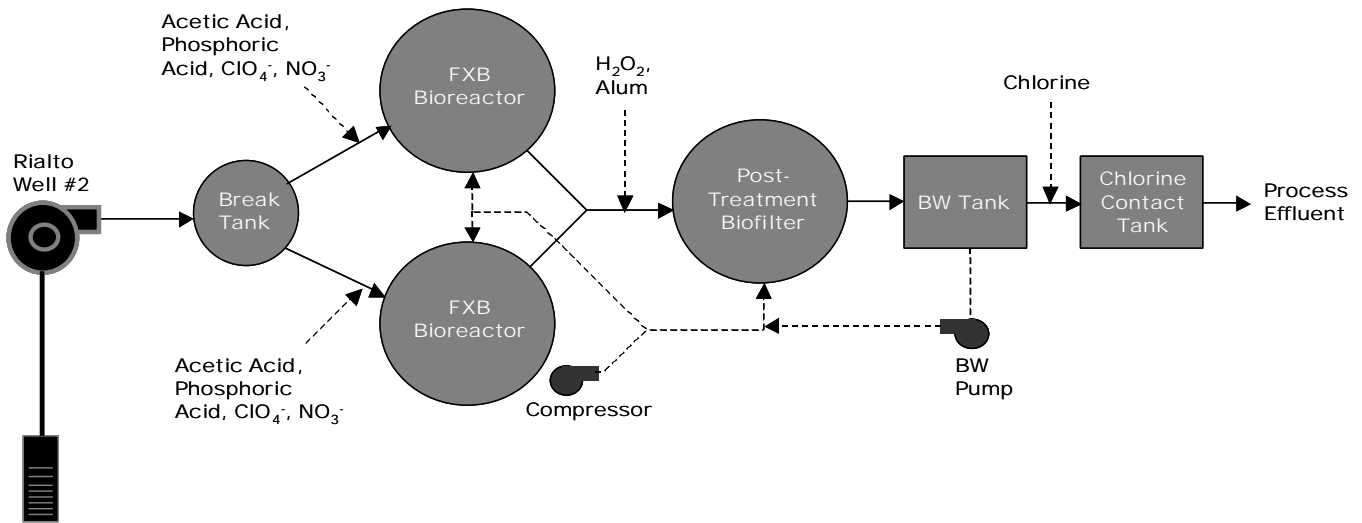 Acetic Acid,
Phosphoric
Acid, ClO₄⁻, NO₃⁻
FXB
Bioreactor
H₂O₂,
Alum
Chlorine
Rialto
Well #2
Break
Tank
Post-
Treatment
Biofilter
BW Tank
Chlorine
Contact
Tank
Process
Effluent
FXB
Bioreactor
Acetic Acid,
Phosphoric
Acid, ClO₄⁻, NO₃⁻
Compressor
BW
Pump